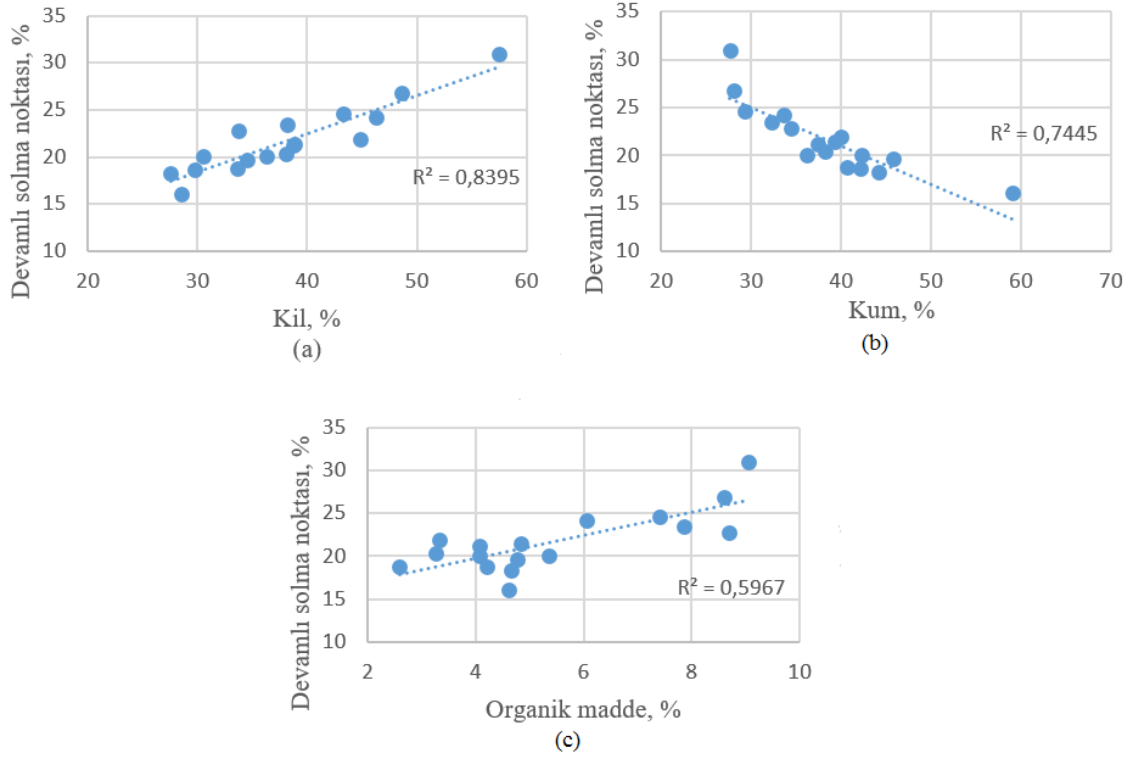 Devamlı solma noktası, %
35
30
25
20
15
10
R² = 0,8395
20
30
40
50
60
Kil, %
(a)
Devamlı solma noktası, %
35
30
25
20
15
10
R² = 0,7445
20
30
40
50
60
70
Kum, %
(b)
Devamlı solma noktası, %
35
30
25
20
15
10
R² = 0,5967
2
4
6
8
10
Organik madde, %
(c)